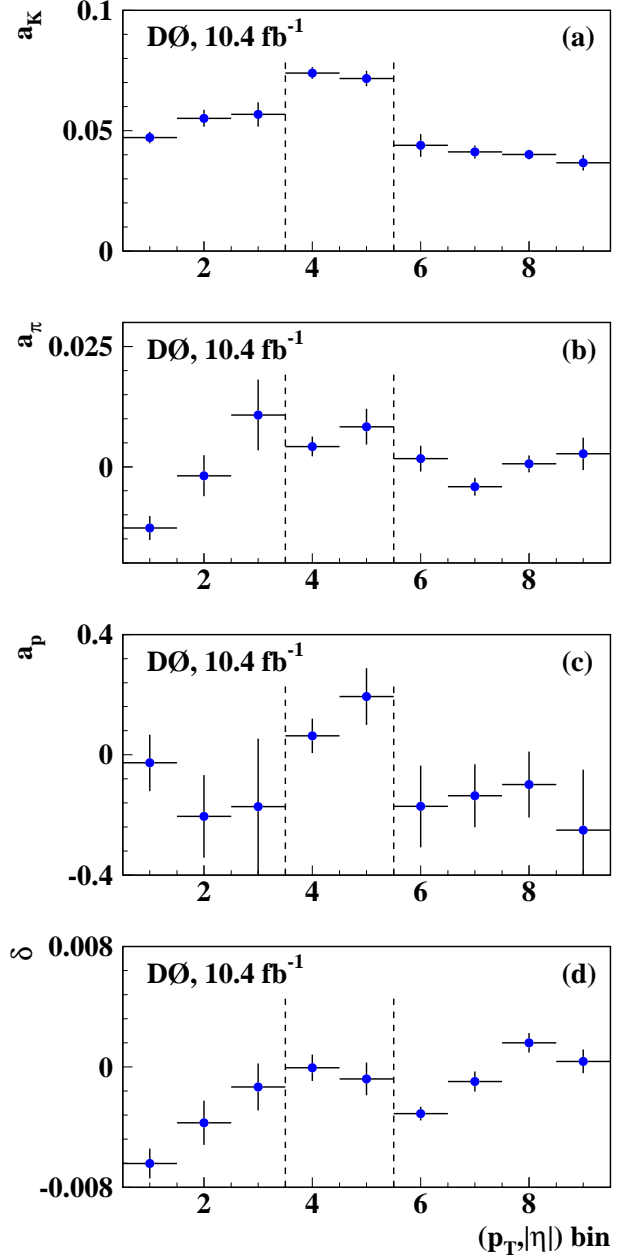 a_K
DØ, 10.4 fb⁻¹
(a)
0.1
0.05
0
2 4 6 8
a_π
DØ, 10.4 fb⁻¹
(b)
0.025
0
2 4 6 8
a_p
DØ, 10.4 fb⁻¹
(c)
0.4
0
-0.4
2 4 6 8
δ
DØ, 10.4 fb⁻¹
(d)
0.008
0
-0.008
2 4 6 8
(p_T,|η|) bin